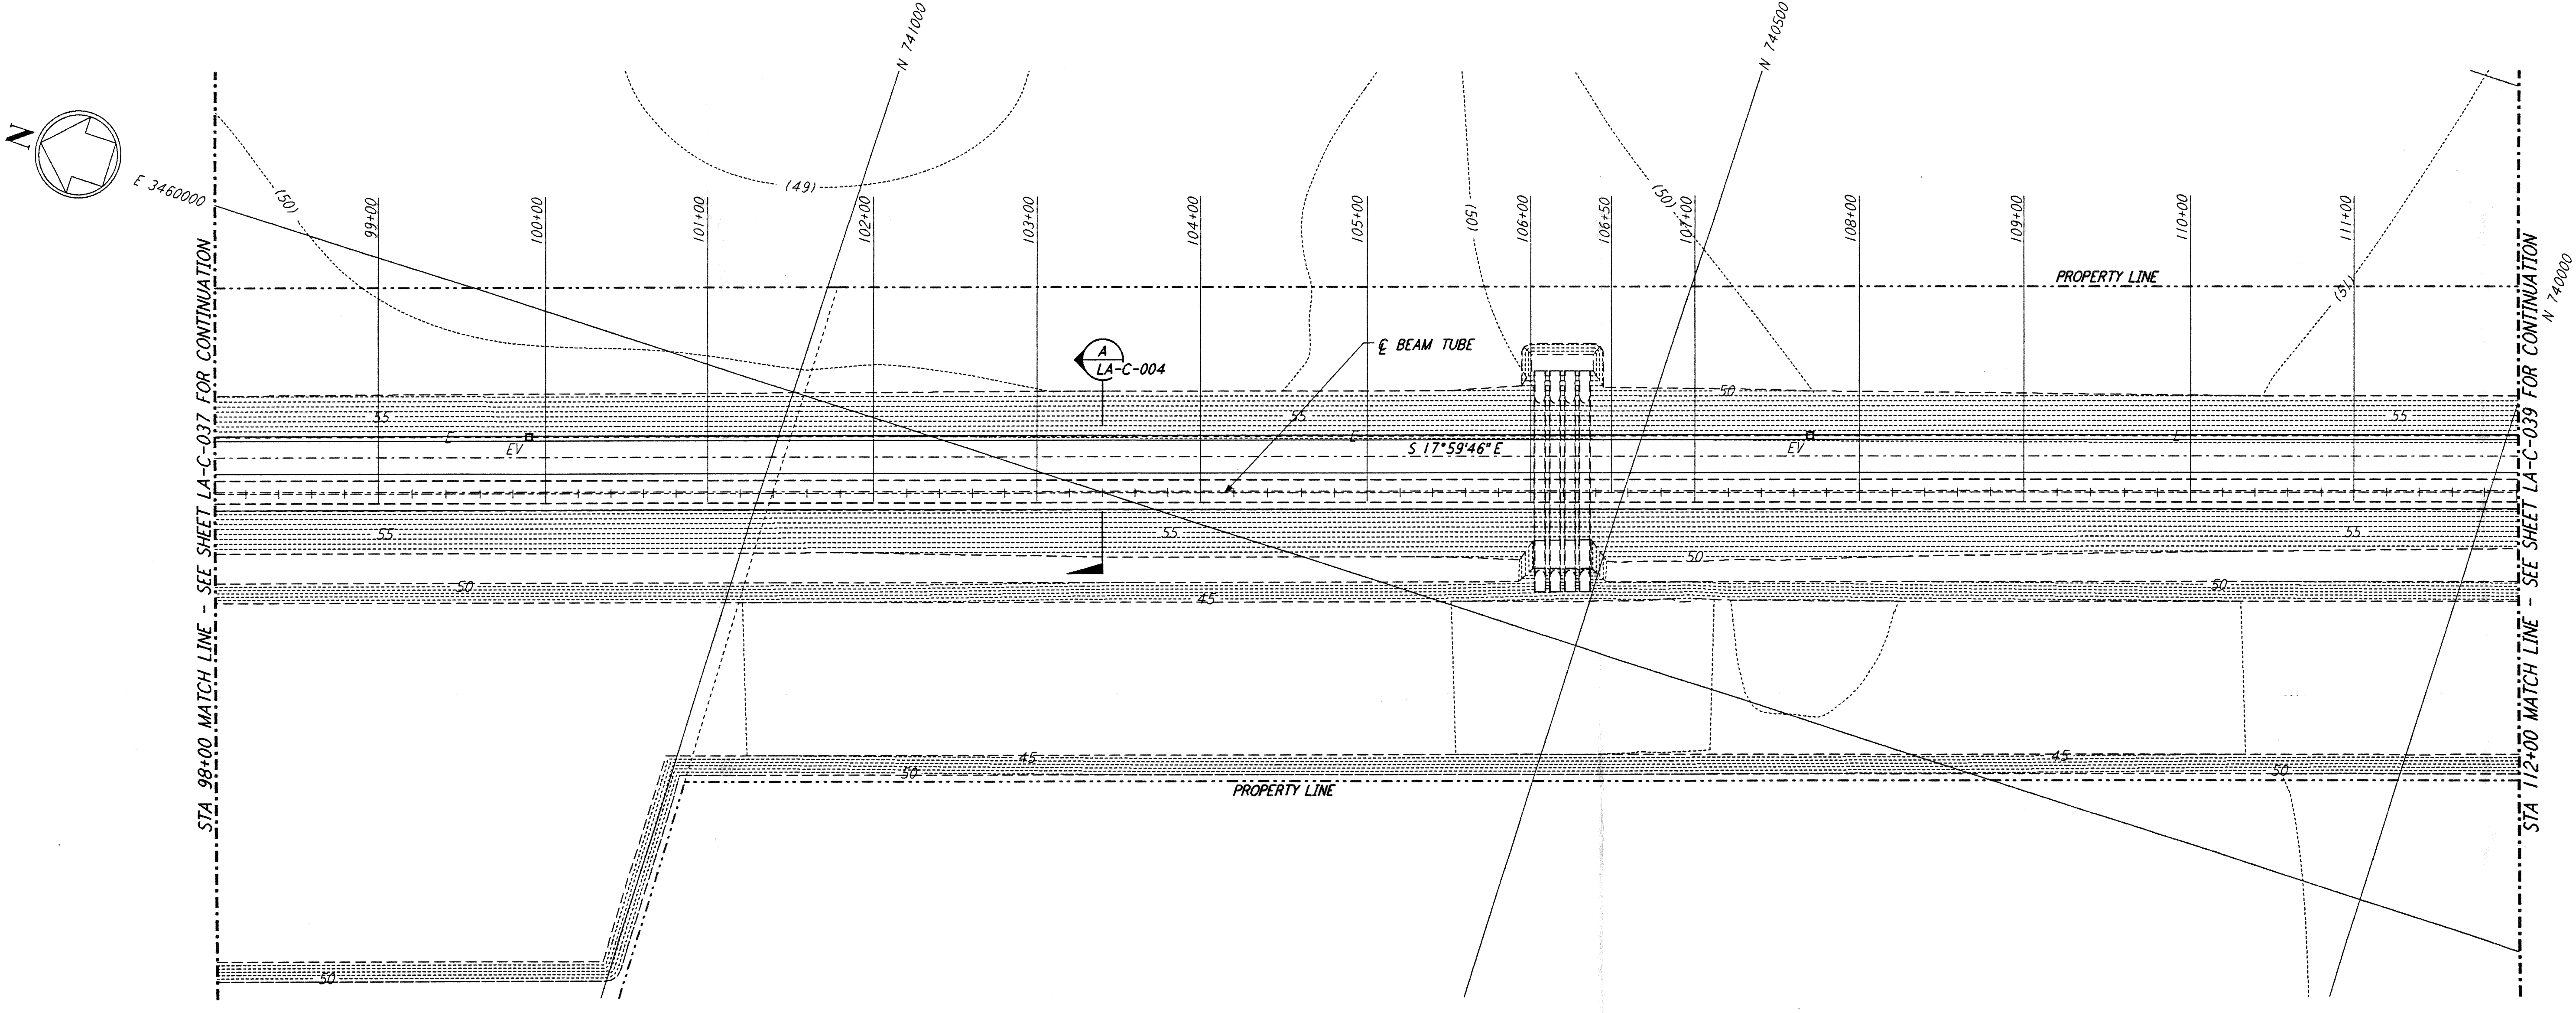 N 741000
N 740500
N
E 3460000
(50)
(49)
(50)
(50)
(51)
N 740000
99+00
100+00
101+00
102+00
103+00
104+00
105+00
106+00
106+50
107+00
108+00
109+00
110+00
111+00
PROPERTY LINE
STA 98+00 MATCH LINE - SEE SHEET LA-C-037 FOR CONTINUATION
STA 112+00 MATCH LINE - SEE SHEET LA-C-039 FOR CONTINUATION
A
LA-C-004
℄ BEAM TUBE
50
55
55
55
E
EV
E
S 17°59'46" E
EV
E
55
55
55
50
50
45
50
45
50
45
50
PROPERTY LINE
50